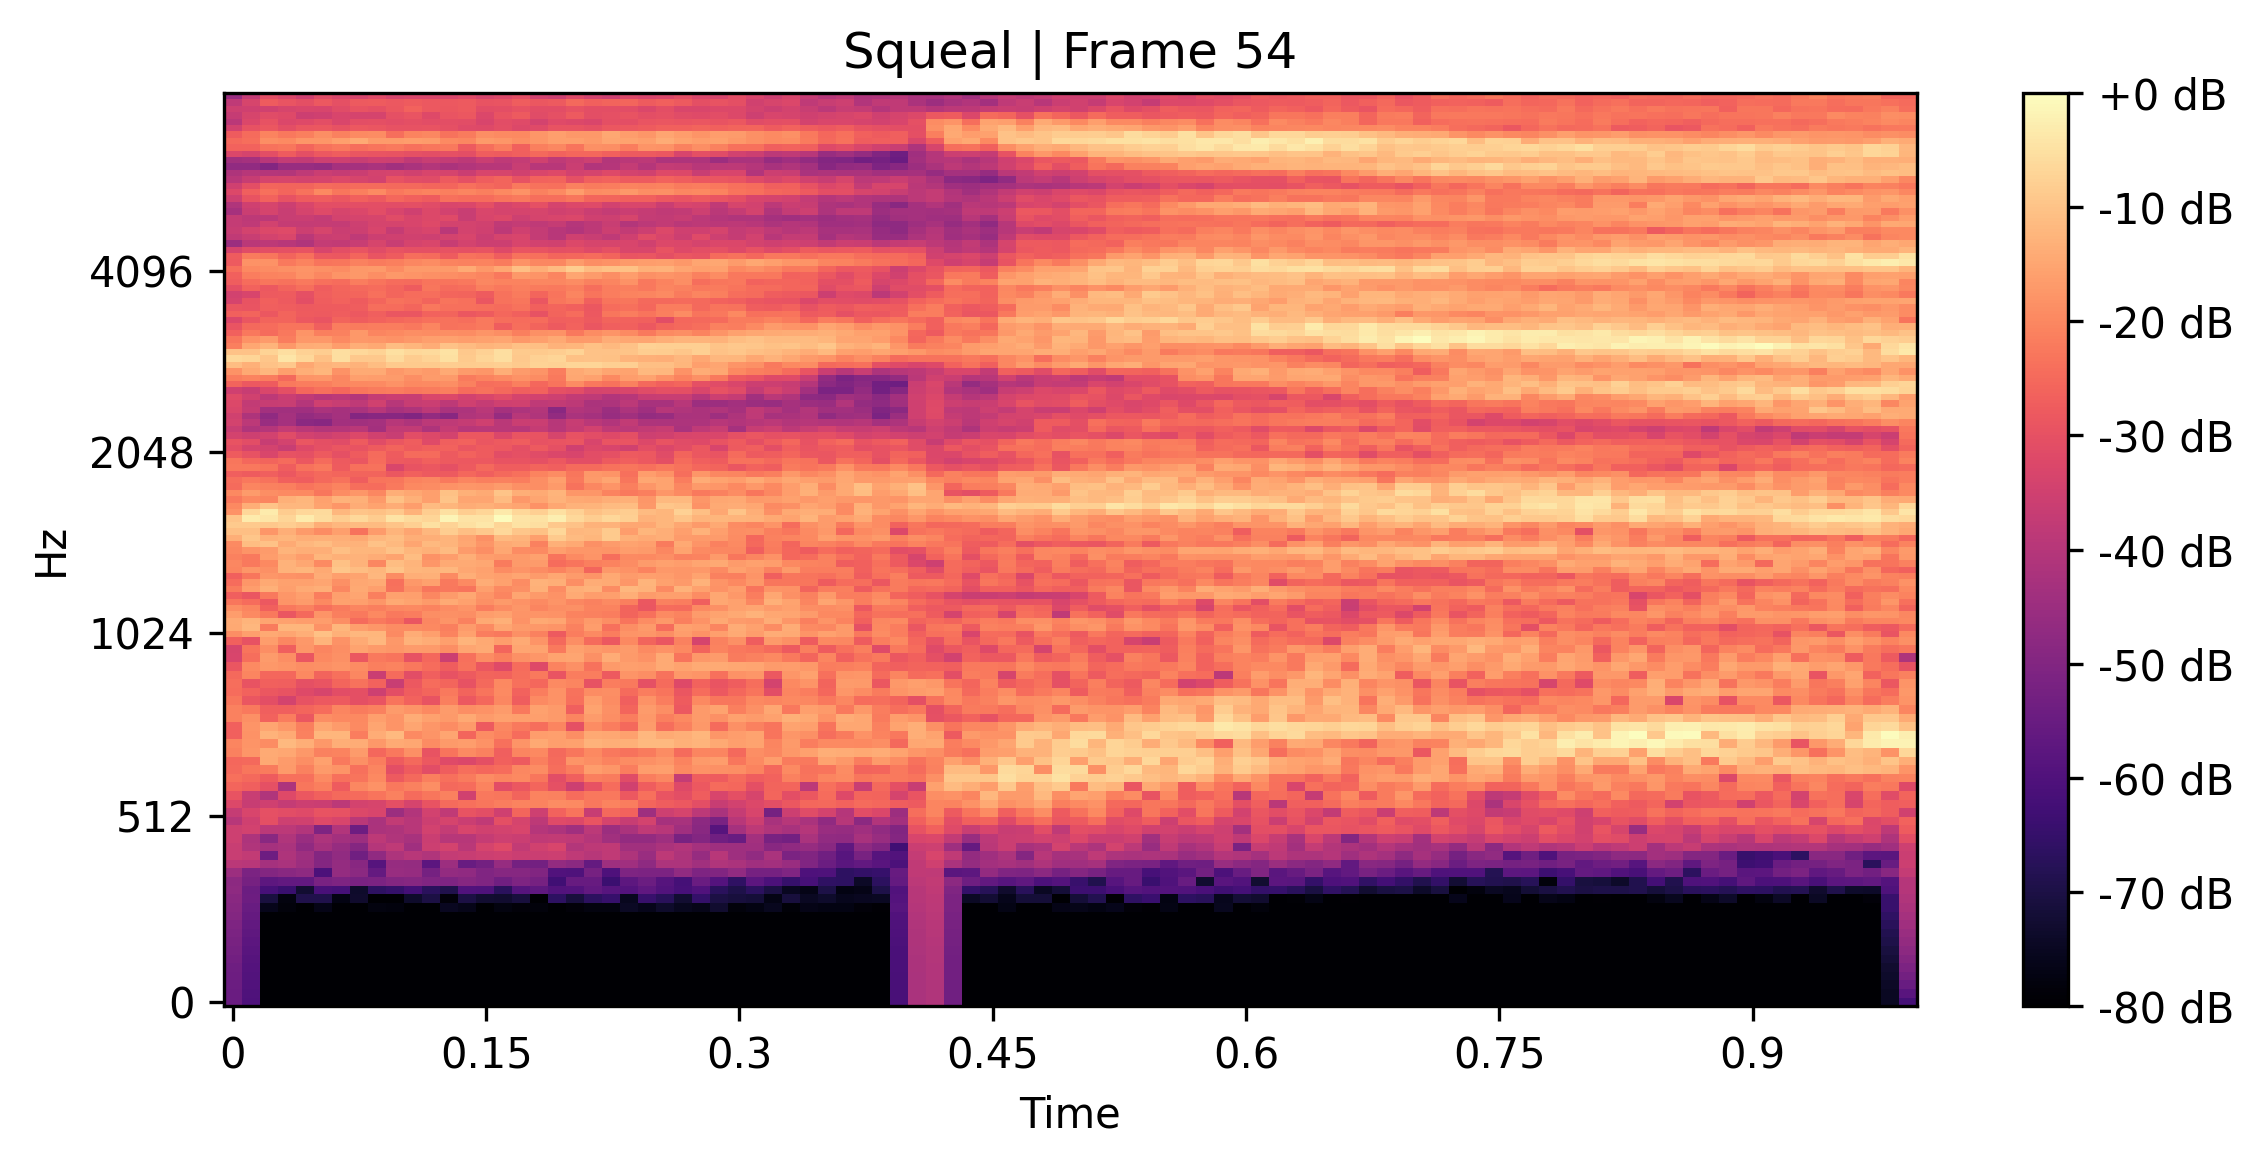 Squeal | Frame 54
+0 dB
-10 dB
-20 dB
-30 dB
-40 dB
-50 dB
-60 dB
-70 dB
-80 dB
Hz
4096
2048
1024
512
0
0 0.15 0.3 0.45 0.6 0.75 0.9
Time